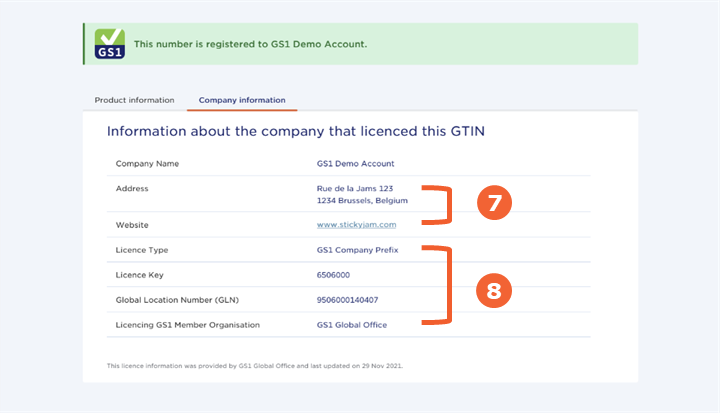 GS1
This number is registered to GS1 Demo Account.
Product information
Company information
Information about the company that licenced this GTIN
Company Name GS1 Demo Account
Address Rue de la Jams 123
1234 Brussels, Belgium
7
Website www.stickyjam.com
Licence Type GS1 Company Prefix
Licence Key 6506000
8
Global Location Number (GLN) 9506000140407
Licencing GS1 Member Organisation GS1 Global Office
This licence information was provided by GS1 Global Office and last updated on 29 Nov 2021.